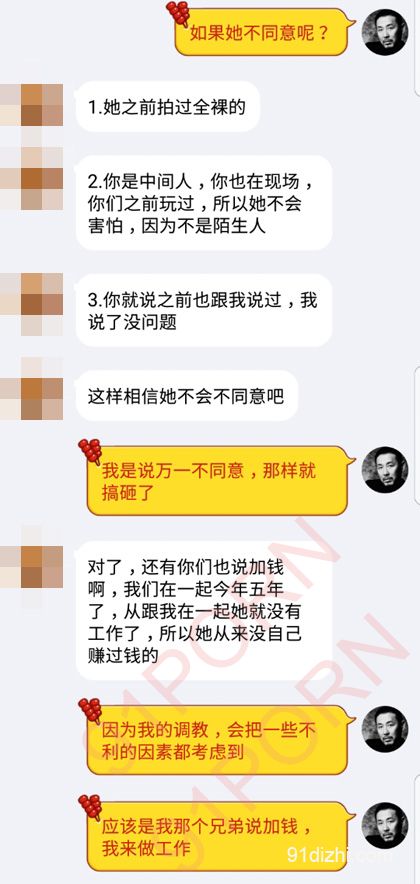 如果她不同意呢？
1.她之前拍过全裸的
2.你是中间人，你也在现场，
你们之前玩过，所以她不会
害怕，因为不是陌生人
3.你就说之前也跟我说过，我
说了没问题
这样相信她不会不同意吧
我是说万一不同意，那样就
搞砸了
对了，还有你们也说加钱
啊，我们在一起今年五年
了，从跟我在一起她就没有
工作了，所以她从来没自己
赚过钱的
因为我的调教，会把一些不
利的因素都考虑到
应该是我那个兄弟说加钱，
我来做工作
91PORN
91PORN
91dizhi.com